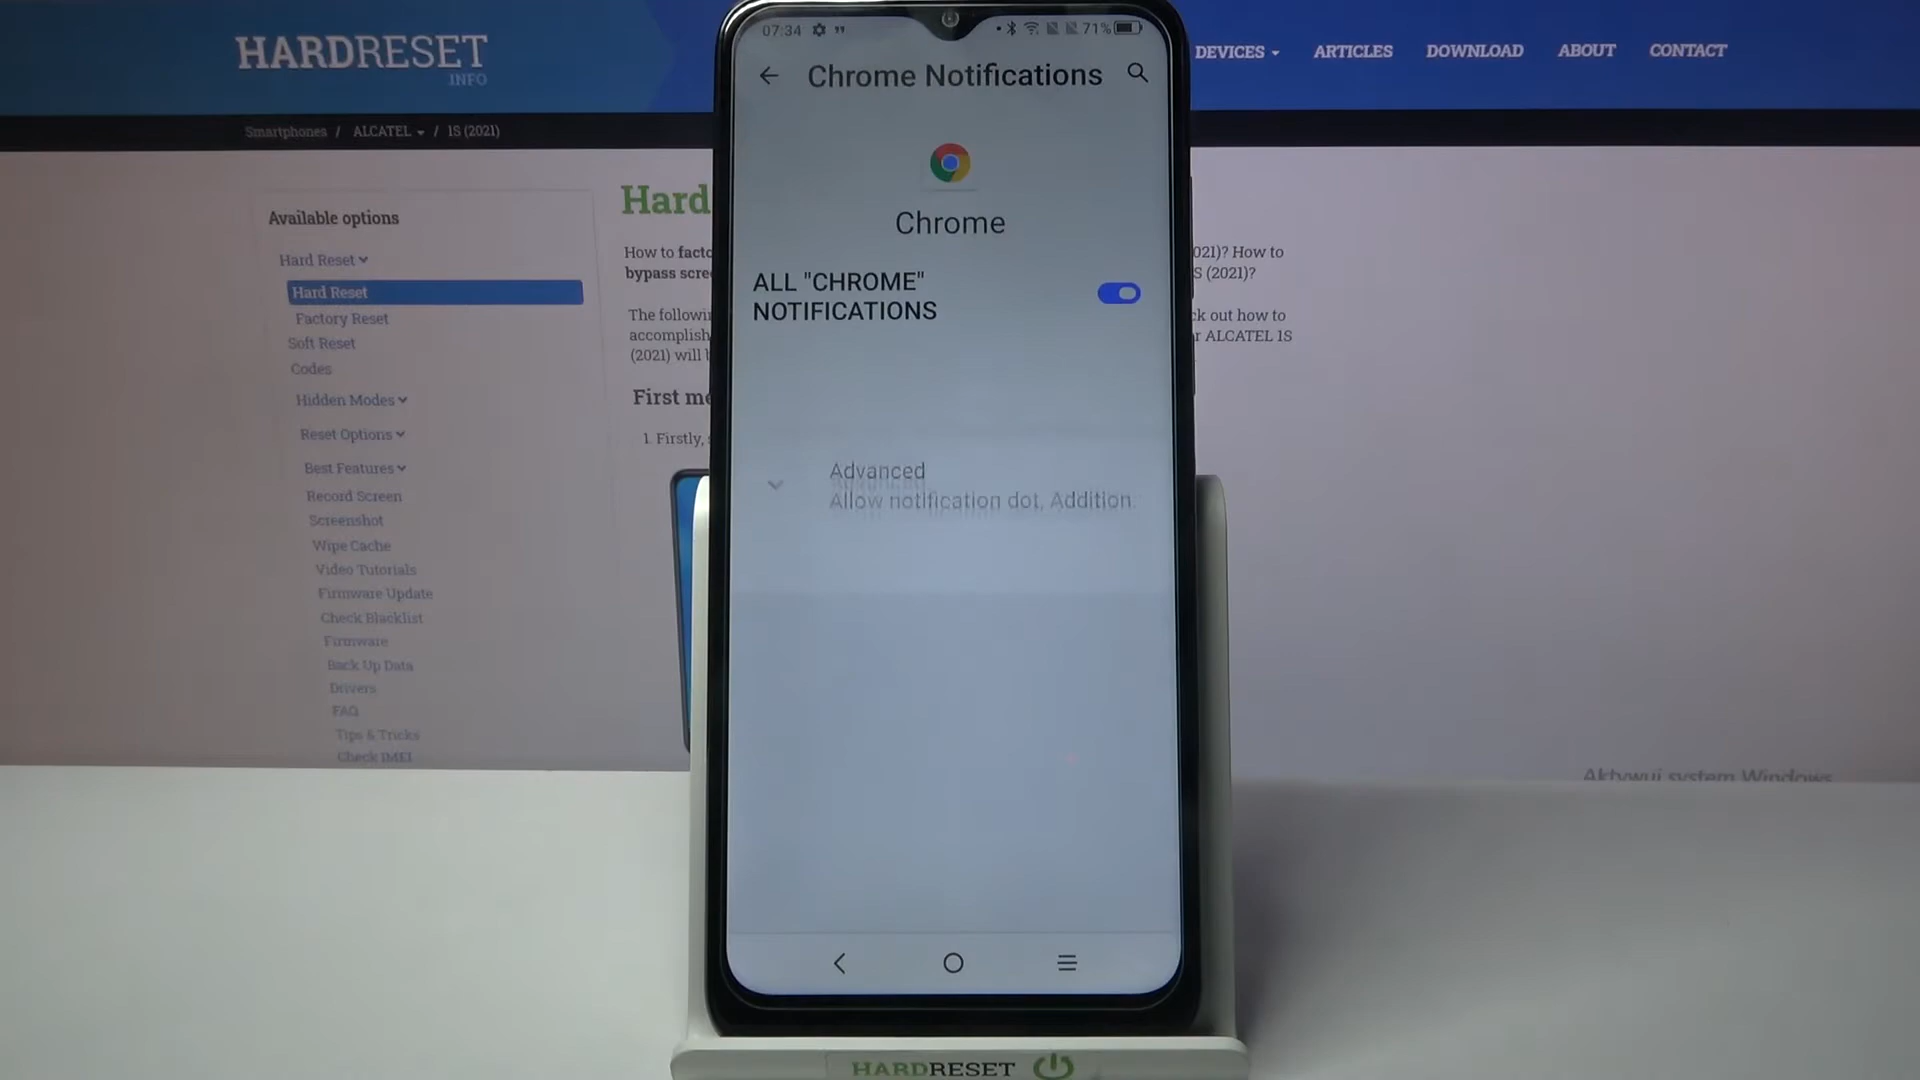 HARDRESET
.INFO
DEVICES
ARTICLES
DOWNLOAD
ABOUT
CONTACT
Smartphones / ALCATEL / 1S (2021)
Available options
Hard Reset
Hard Reset
Factory Reset
Soft Reset
Codes
Hidden Modes
Reset Options
Best Features
Record Screen
Screenshot
Wipe Cache
Video Tutorials
Firmware Update
Check Blacklist
Firmware
Back Up Data
Drivers
FAQ
Tips & Tricks
Check IMEI
Hard
How to facto
bypass scre
The followin
accomplish
(2021) will b
First me
1. Firstly, s
021)? How to
S (2021)?
ck out how to
r ALCATEL 1S
07:34
71%
Chrome Notifications
Chrome
ALL "CHROME"
NOTIFICATIONS
Advanced
Allow notification dot, Addition
Aktywuj system Windows
HARDRESET